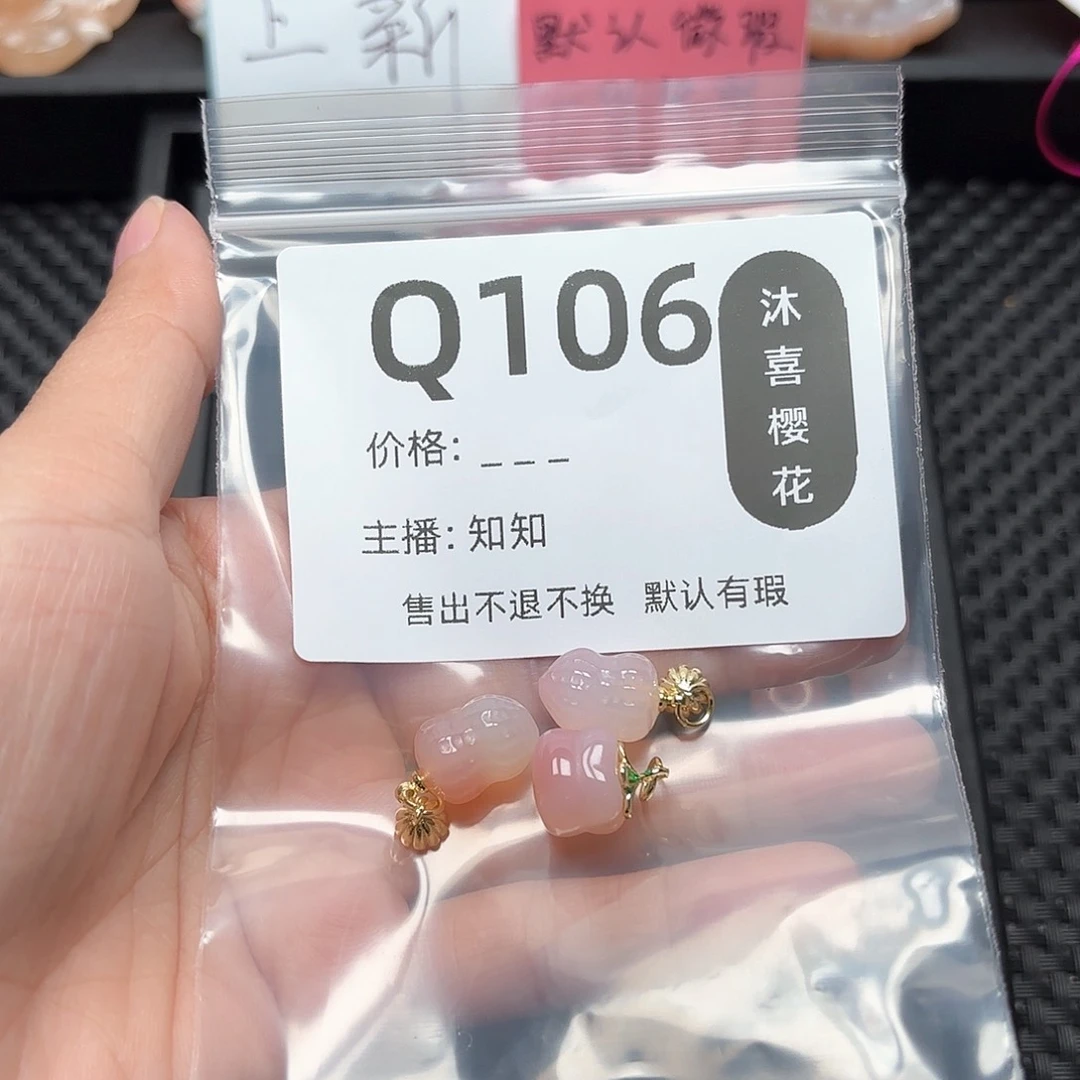 上新
默认微瑕
Q106
沐喜樱花
价格: _ _ _
主播: 知知
售出不退不换 默认有瑕